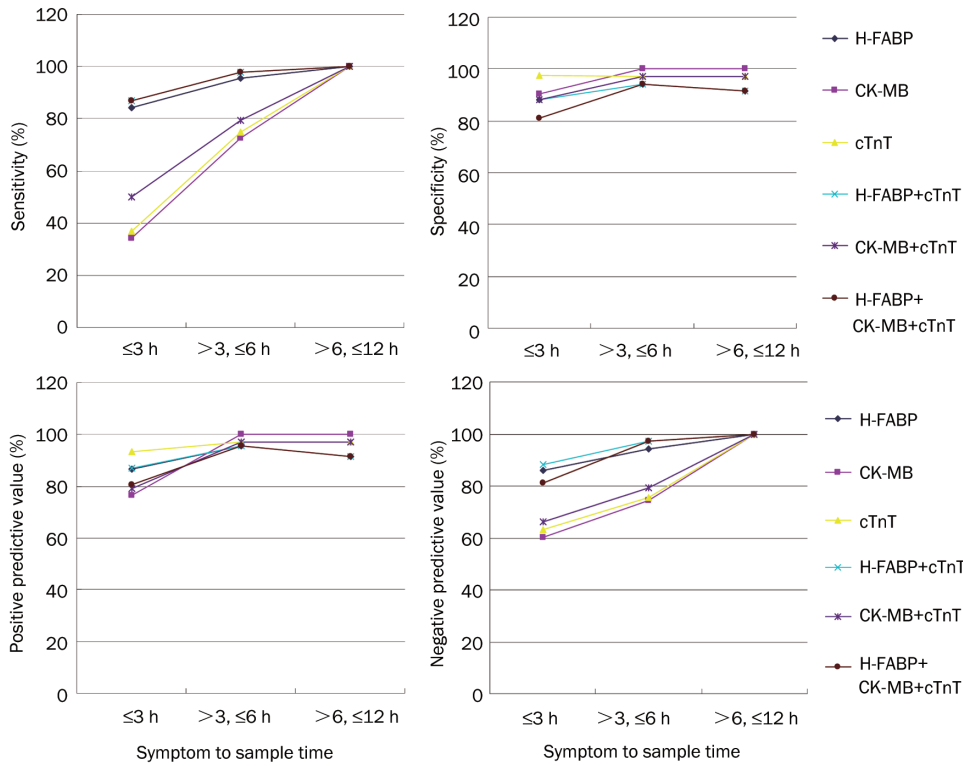 120
100
80
60
40
20
0
Sensitivity (%)
≤3 h
>3, ≤6 h
>6, ≤12 h
120
100
80
60
40
20
0
Specificity (%)
≤3 h
>3, ≤6 h
>6, ≤12 h
H-FABP
CK-MB
cTnT
H-FABP+cTnT
CK-MB+cTnT
H-FABP+
CK-MB+cTnT
120
100
80
60
40
20
0
Positive predictive value (%)
≤3 h
>3, ≤6 h
>6, ≤12 h
Symptom to sample time
120
100
80
60
40
20
0
Negative predictive value (%)
≤3 h
>3, ≤6 h
>6, ≤12 h
Symptom to sample time
H-FABP
CK-MB
cTnT
H-FABP+cTnT
CK-MB+cTnT
H-FABP+
CK-MB+cTnT